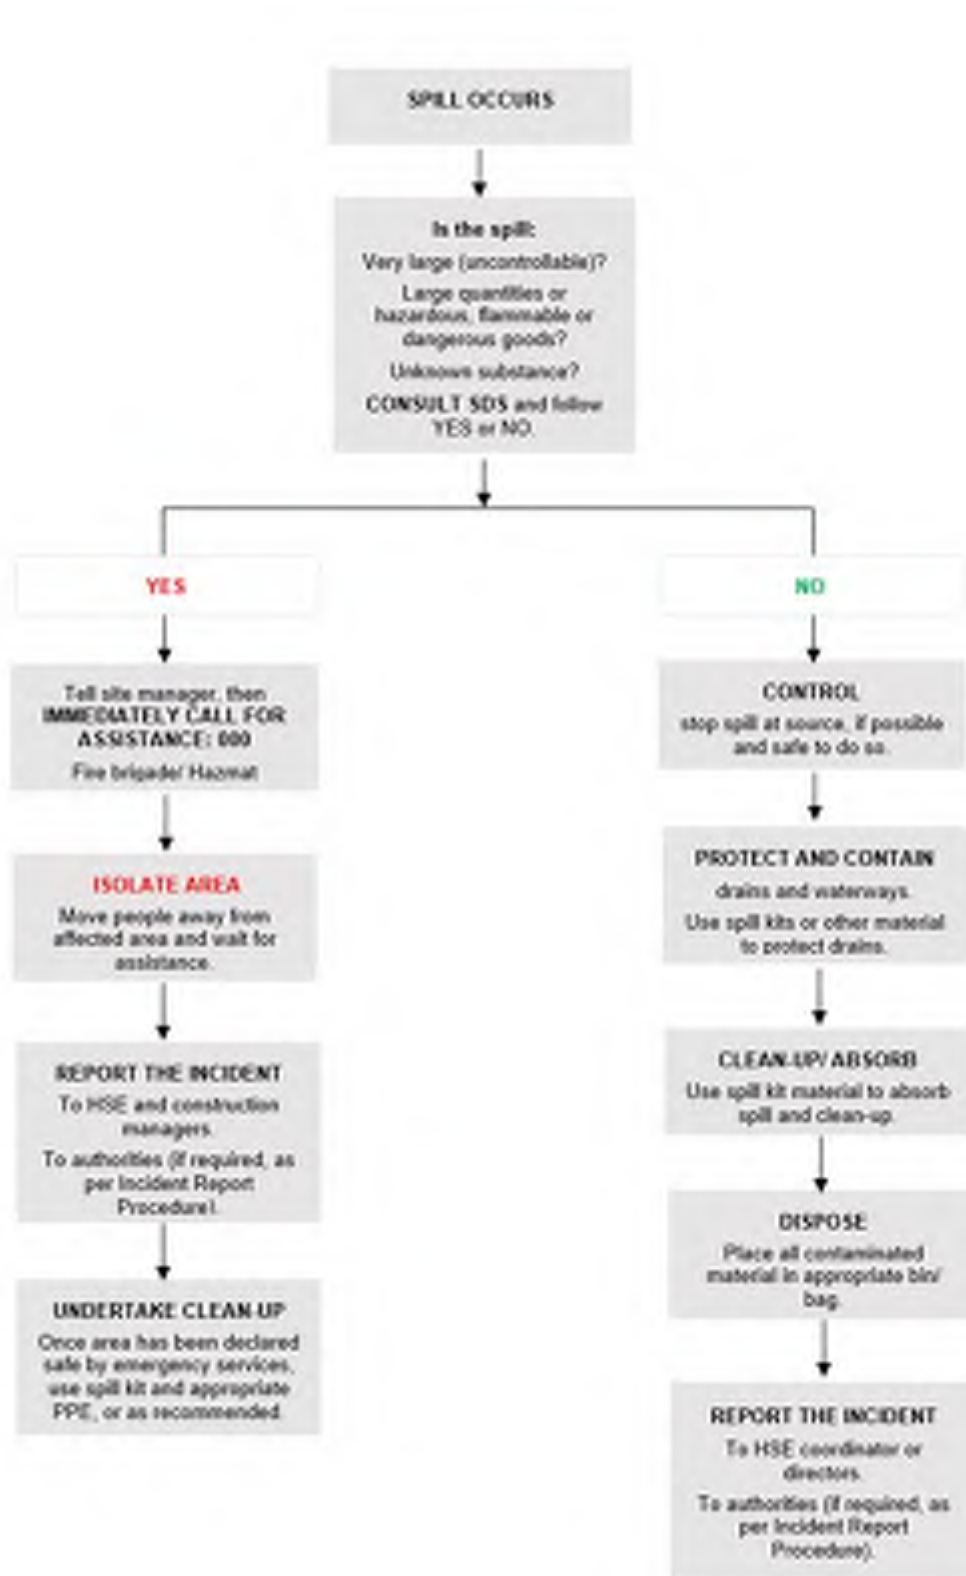 SPILL OCCURS
Is the spill:
Very large (uncontrollable)?
Large quantities or
hazardous, flammable or
dangerous goods?
Unknown substance?
CONSULT SDS and follow
YES or NO.
YES
Tell site manager, then
IMMEDIATELY CALL FOR
ASSISTANCE: 000
Fire brigade/ Hazmat
ISOLATE AREA
Move people away from
affected area and wait for
assistance.
REPORT THE INCIDENT
To HSE and construction
managers.
To authorities (if required, as
per Incident Report
Procedure).
UNDERTAKE CLEAN-UP
Once area has been declared
safe by emergency services,
use spill kit and appropriate
PPE, or as recommended.
NO
CONTROL
stop spill at source, if possible
and safe to do so.
PROTECT AND CONTAIN
drains and waterways.
Use spill kits or other material
to protect drains.
CLEAN-UP/ ABSORB
Use spill kit material to absorb
spill and clean-up.
DISPOSE
Place all contaminated
material in appropriate bin/
bag.
REPORT THE INCIDENT
To HSE coordinator or
directors.
To authorities (if required, as
per Incident Report
Procedure).